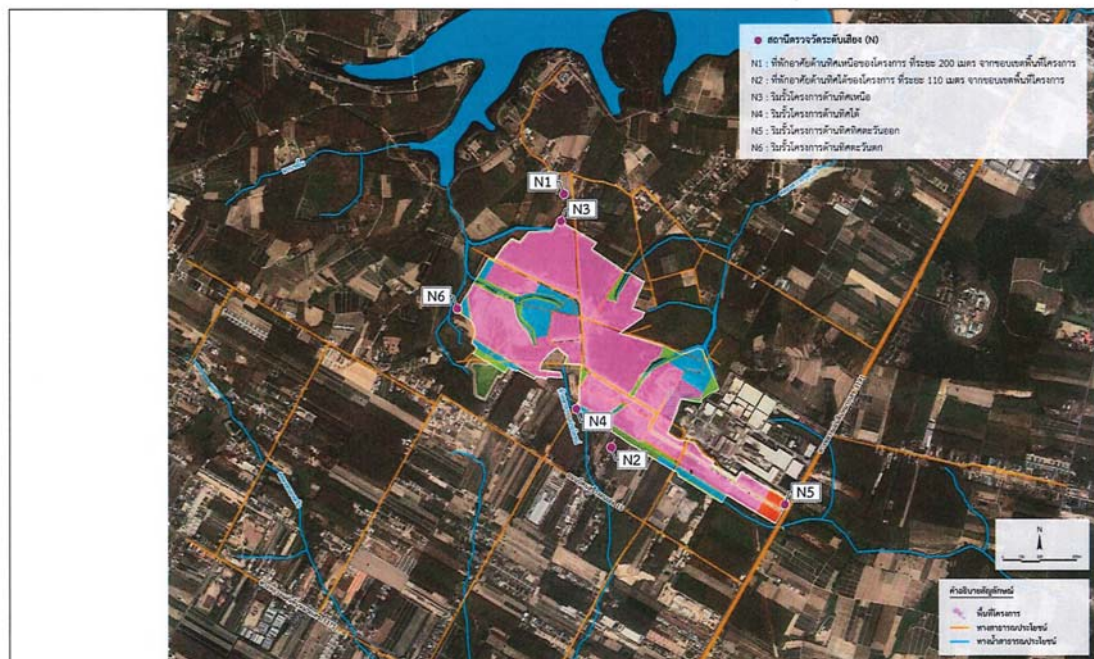 สถานีตรวจวัดระดับเสียง (N)
N1 : ที่พักอาศัยด้านทิศเหนือของโครงการ ที่ระยะ 200 เมตร จากขอบเขตพื้นที่โครงการ
N2 : ที่พักอาศัยด้านทิศใต้ของโครงการ ที่ระยะ 110 เมตร จากขอบเขตพื้นที่โครงการ
N3 : ริมรั้วโครงการด้านทิศเหนือ
N4 : ริมรั้วโครงการด้านทิศใต้
N5 : ริมรั้วโครงการด้านทิศทิศตะวันออก
N6 : ริมรั้วโครงการด้านทิศตะวันตก
N1
N3
N6
N4
N2
N5
N
คำอธิบายสัญลักษณ์
พื้นที่โครงการ
ทางสาธารณประโยชน์
ทางน้ำสาธารณประโยชน์